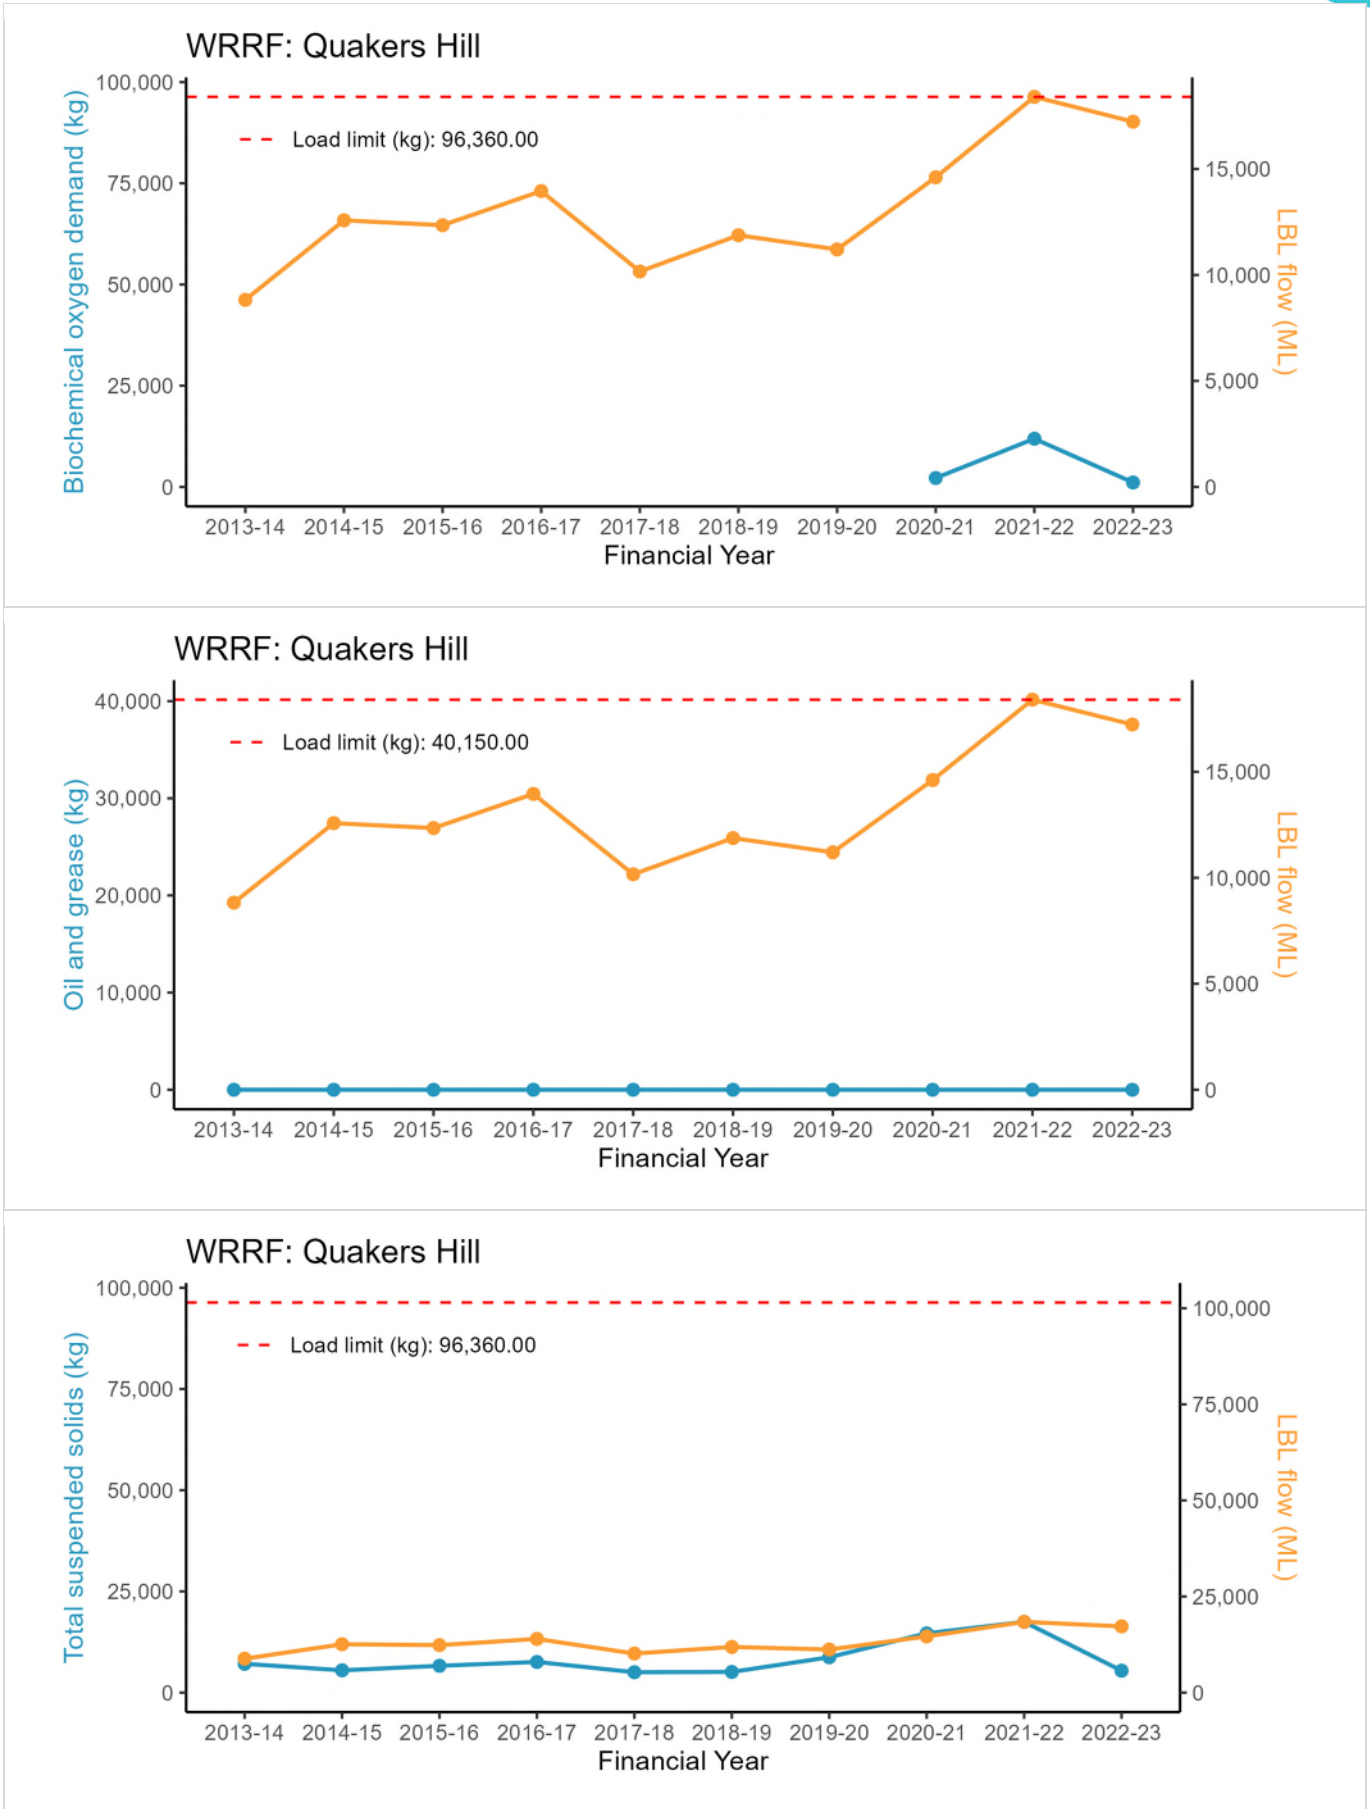 WRRF: Quakers Hill
Biochemical oxygen demand (kg)
100,000
75,000
50,000
25,000
0
Load limit (kg): 96,360.00
15,000
10,000
5,000
0
LBL flow (ML)
2013-14 2014-15 2015-16 2016-17 2017-18 2018-19 2019-20 2020-21 2021-22 2022-23
Financial Year
WRRF: Quakers Hill
Oil and grease (kg)
40,000
30,000
20,000
10,000
0
Load limit (kg): 40,150.00
15,000
10,000
5,000
0
LBL flow (ML)
2013-14 2014-15 2015-16 2016-17 2017-18 2018-19 2019-20 2020-21 2021-22 2022-23
Financial Year
WRRF: Quakers Hill
Total suspended solids (kg)
100,000
75,000
50,000
25,000
0
Load limit (kg): 96,360.00
100,000
75,000
50,000
25,000
0
LBL flow (ML)
2013-14 2014-15 2015-16 2016-17 2017-18 2018-19 2019-20 2020-21 2021-22 2022-23
Financial Year